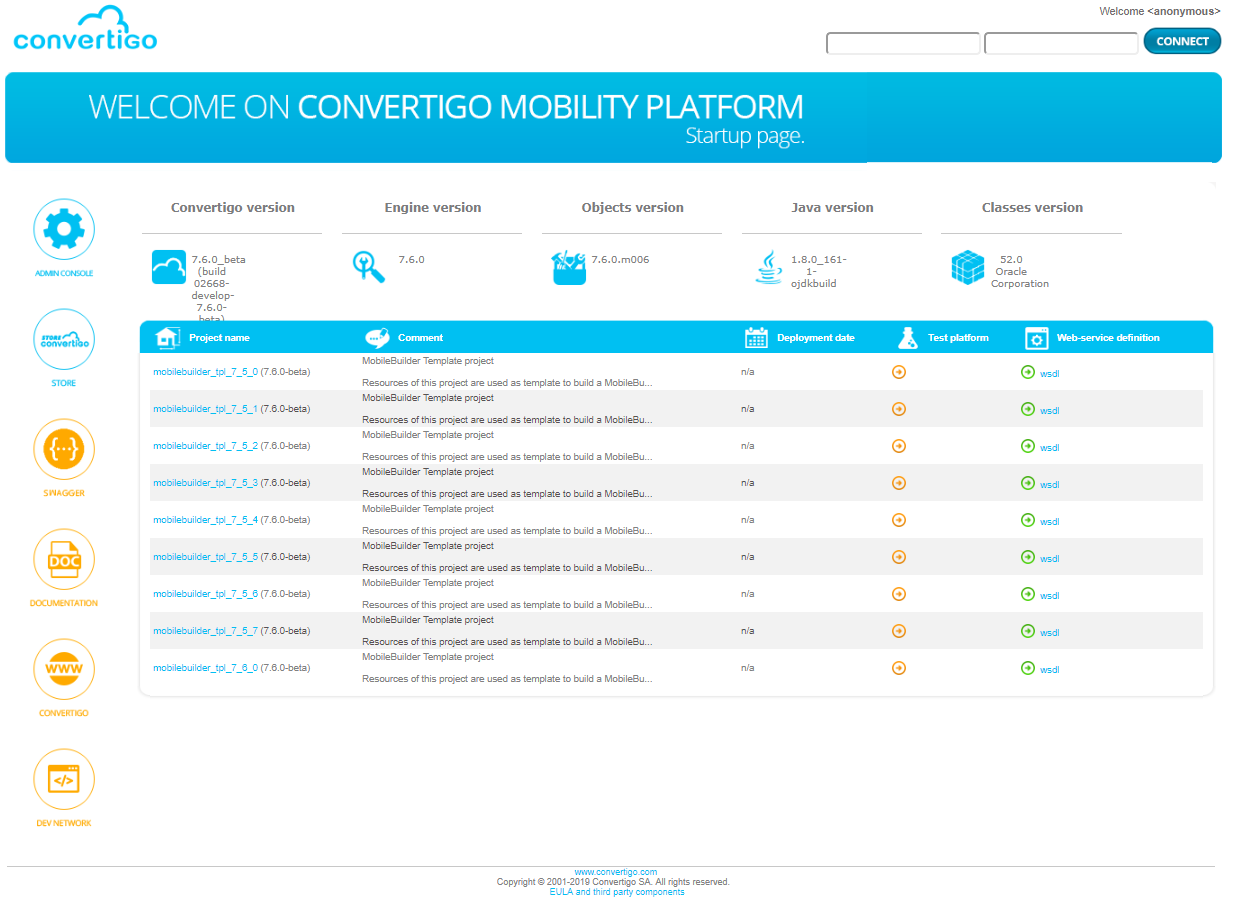 convertigo
Welcome <anonymous>
CONNECT
WELCOME ON CONVERTIGO MOBILITY PLATFORM
Startup page.
ADMIN CONSOLE
STORE
convertigo
STORE
{···}
SWAGGER
DOC
DOCUMENTATION
WWW
CONVERTIGO
</>
DEV NETWORK
Convertigo version
7.6.0_beta
(build
02668-
develop-
7.6.0-
beta)
Engine version
7.6.0
Objects version
7.6.0.m006
Java version
1.8.0_161-
1-
ojdkbuild
Classes version
52.0
Oracle
Corporation
Project name Comment Deployment date Test platform Web-service definition
MobileBuilder Template project
mobilebuilder_tpl_7_5_0 (7.6.0-beta) n/a wsdl
Resources of this project are used as template to build a MobileBu...
MobileBuilder Template project
mobilebuilder_tpl_7_5_1 (7.6.0-beta) n/a wsdl
Resources of this project are used as template to build a MobileBu...
MobileBuilder Template project
mobilebuilder_tpl_7_5_2 (7.6.0-beta) n/a wsdl
Resources of this project are used as template to build a MobileBu...
MobileBuilder Template project
mobilebuilder_tpl_7_5_3 (7.6.0-beta) n/a wsdl
Resources of this project are used as template to build a MobileBu...
MobileBuilder Template project
mobilebuilder_tpl_7_5_4 (7.6.0-beta) n/a wsdl
Resources of this project are used as template to build a MobileBu...
MobileBuilder Template project
mobilebuilder_tpl_7_5_5 (7.6.0-beta) n/a wsdl
Resources of this project are used as template to build a MobileBu...
MobileBuilder Template project
mobilebuilder_tpl_7_5_6 (7.6.0-beta) n/a wsdl
Resources of this project are used as template to build a MobileBu...
MobileBuilder Template project
mobilebuilder_tpl_7_5_7 (7.6.0-beta) n/a wsdl
Resources of this project are used as template to build a MobileBu...
MobileBuilder Template project
mobilebuilder_tpl_7_6_0 (7.6.0-beta) n/a wsdl
Resources of this project are used as template to build a MobileBu...
www.convertigo.com
Copyright © 2001-2019 Convertigo SA. All rights reserved.
EULA and third party components